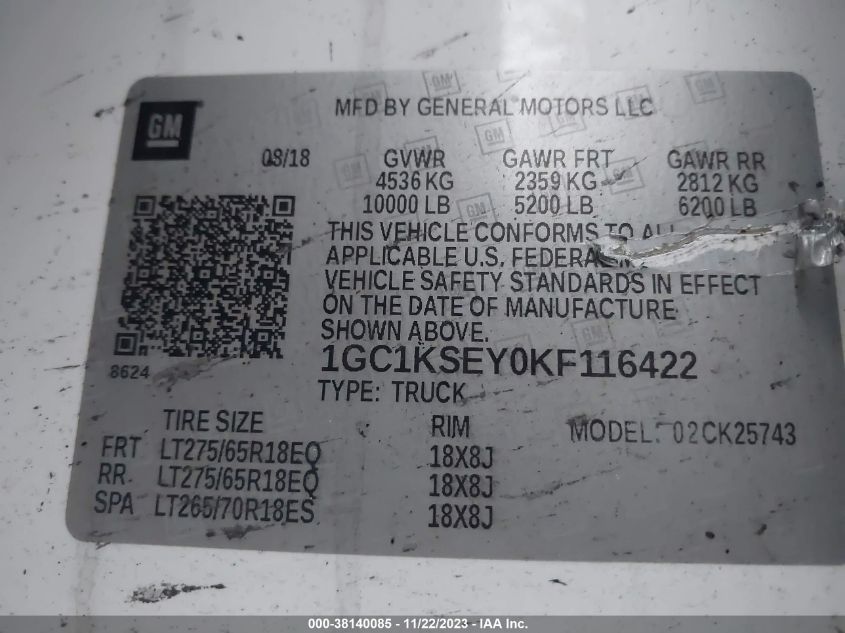 GM
MFD BY GENERAL MOTORS LLC
08/18 GVWR GAWR FRT GAWR RR
4536 KG 2359 KG 2812 KG
10000 LB 5200 LB 6200 LB
THIS VEHICLE CONFORMS TO ALL
APPLICABLE U.S. FEDERAL
VEHICLE SAFETY STANDARDS IN EFFECT
ON THE DATE OF MANUFACTURE
SHOWN ABOVE.
8624
1GC1KSEY0KF116422
TYPE: TRUCK
TIRE SIZE RIM MODEL: 02CK25743
FRT LT275/65R18EQ 18X8J
RR LT275/65R18EQ 18X8J
SPA LT265/70R18ES 18X8J
000-38140085 - 11/22/2023 - IAA Inc.